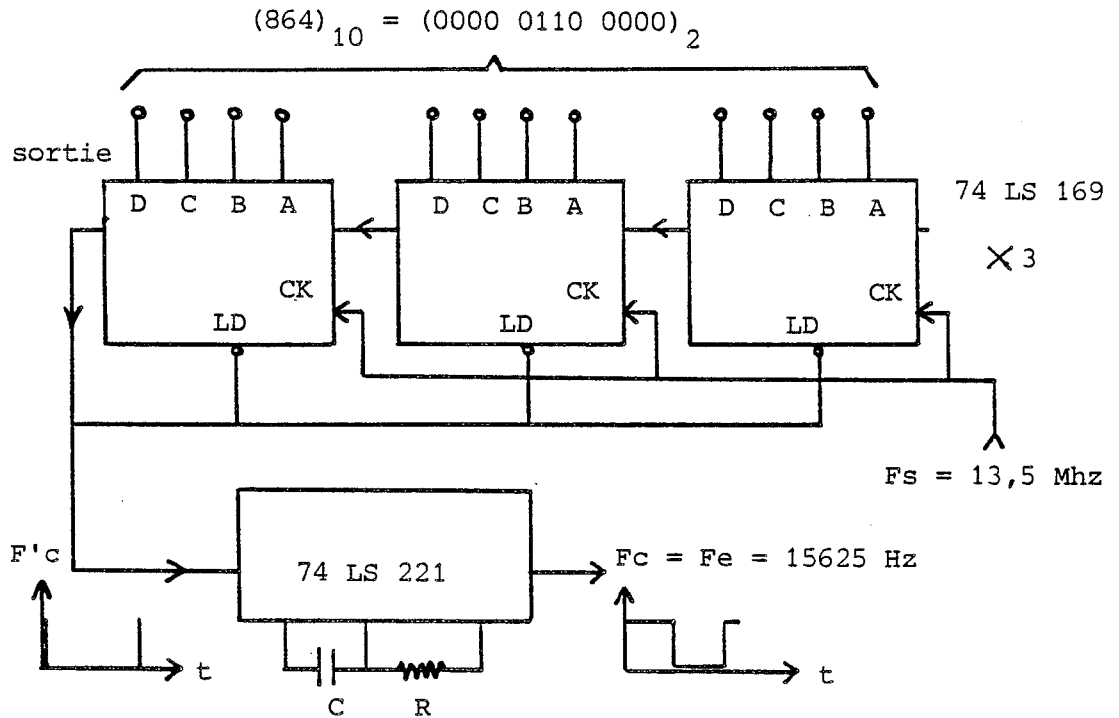 (864)10 = (0000 0110 0000)2
sortie
D C B A
D C B A
D C B A
74 LS 169
× 3
CK
CK
CK
LD
LD
LD
Fs = 13,5 Mhz
F'c
74 LS 221
Fc = Fe = 15625 Hz
t
C
R
t